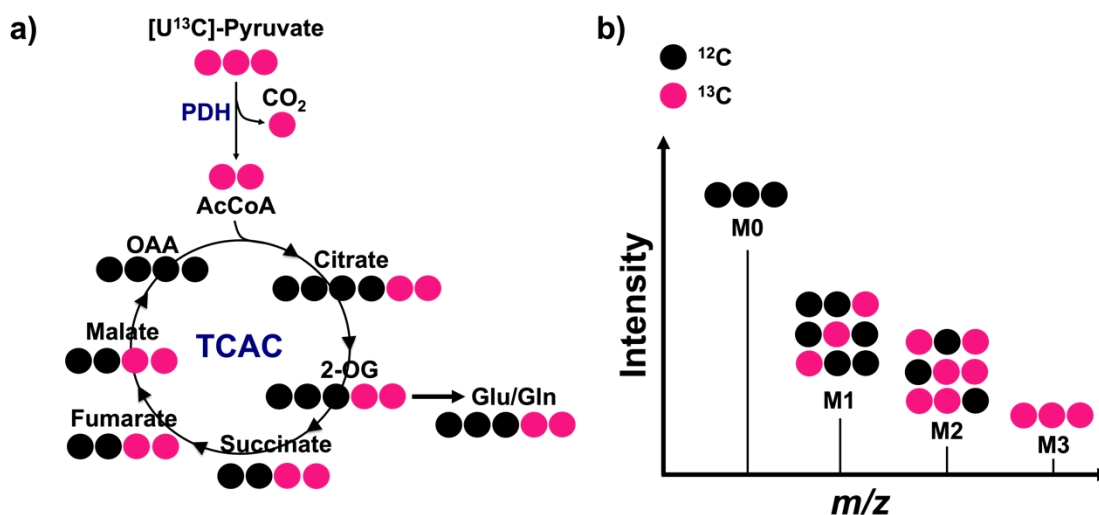 a)
[U¹³C]-Pyruvate
PDH
CO₂
AcCoA
OAA
Citrate
Malate
TCAC
2-OG
Glu/Gln
Fumarate
Succinate
b)
¹²C
¹³C
Intensity
M0
M1
M2
M3
m/z